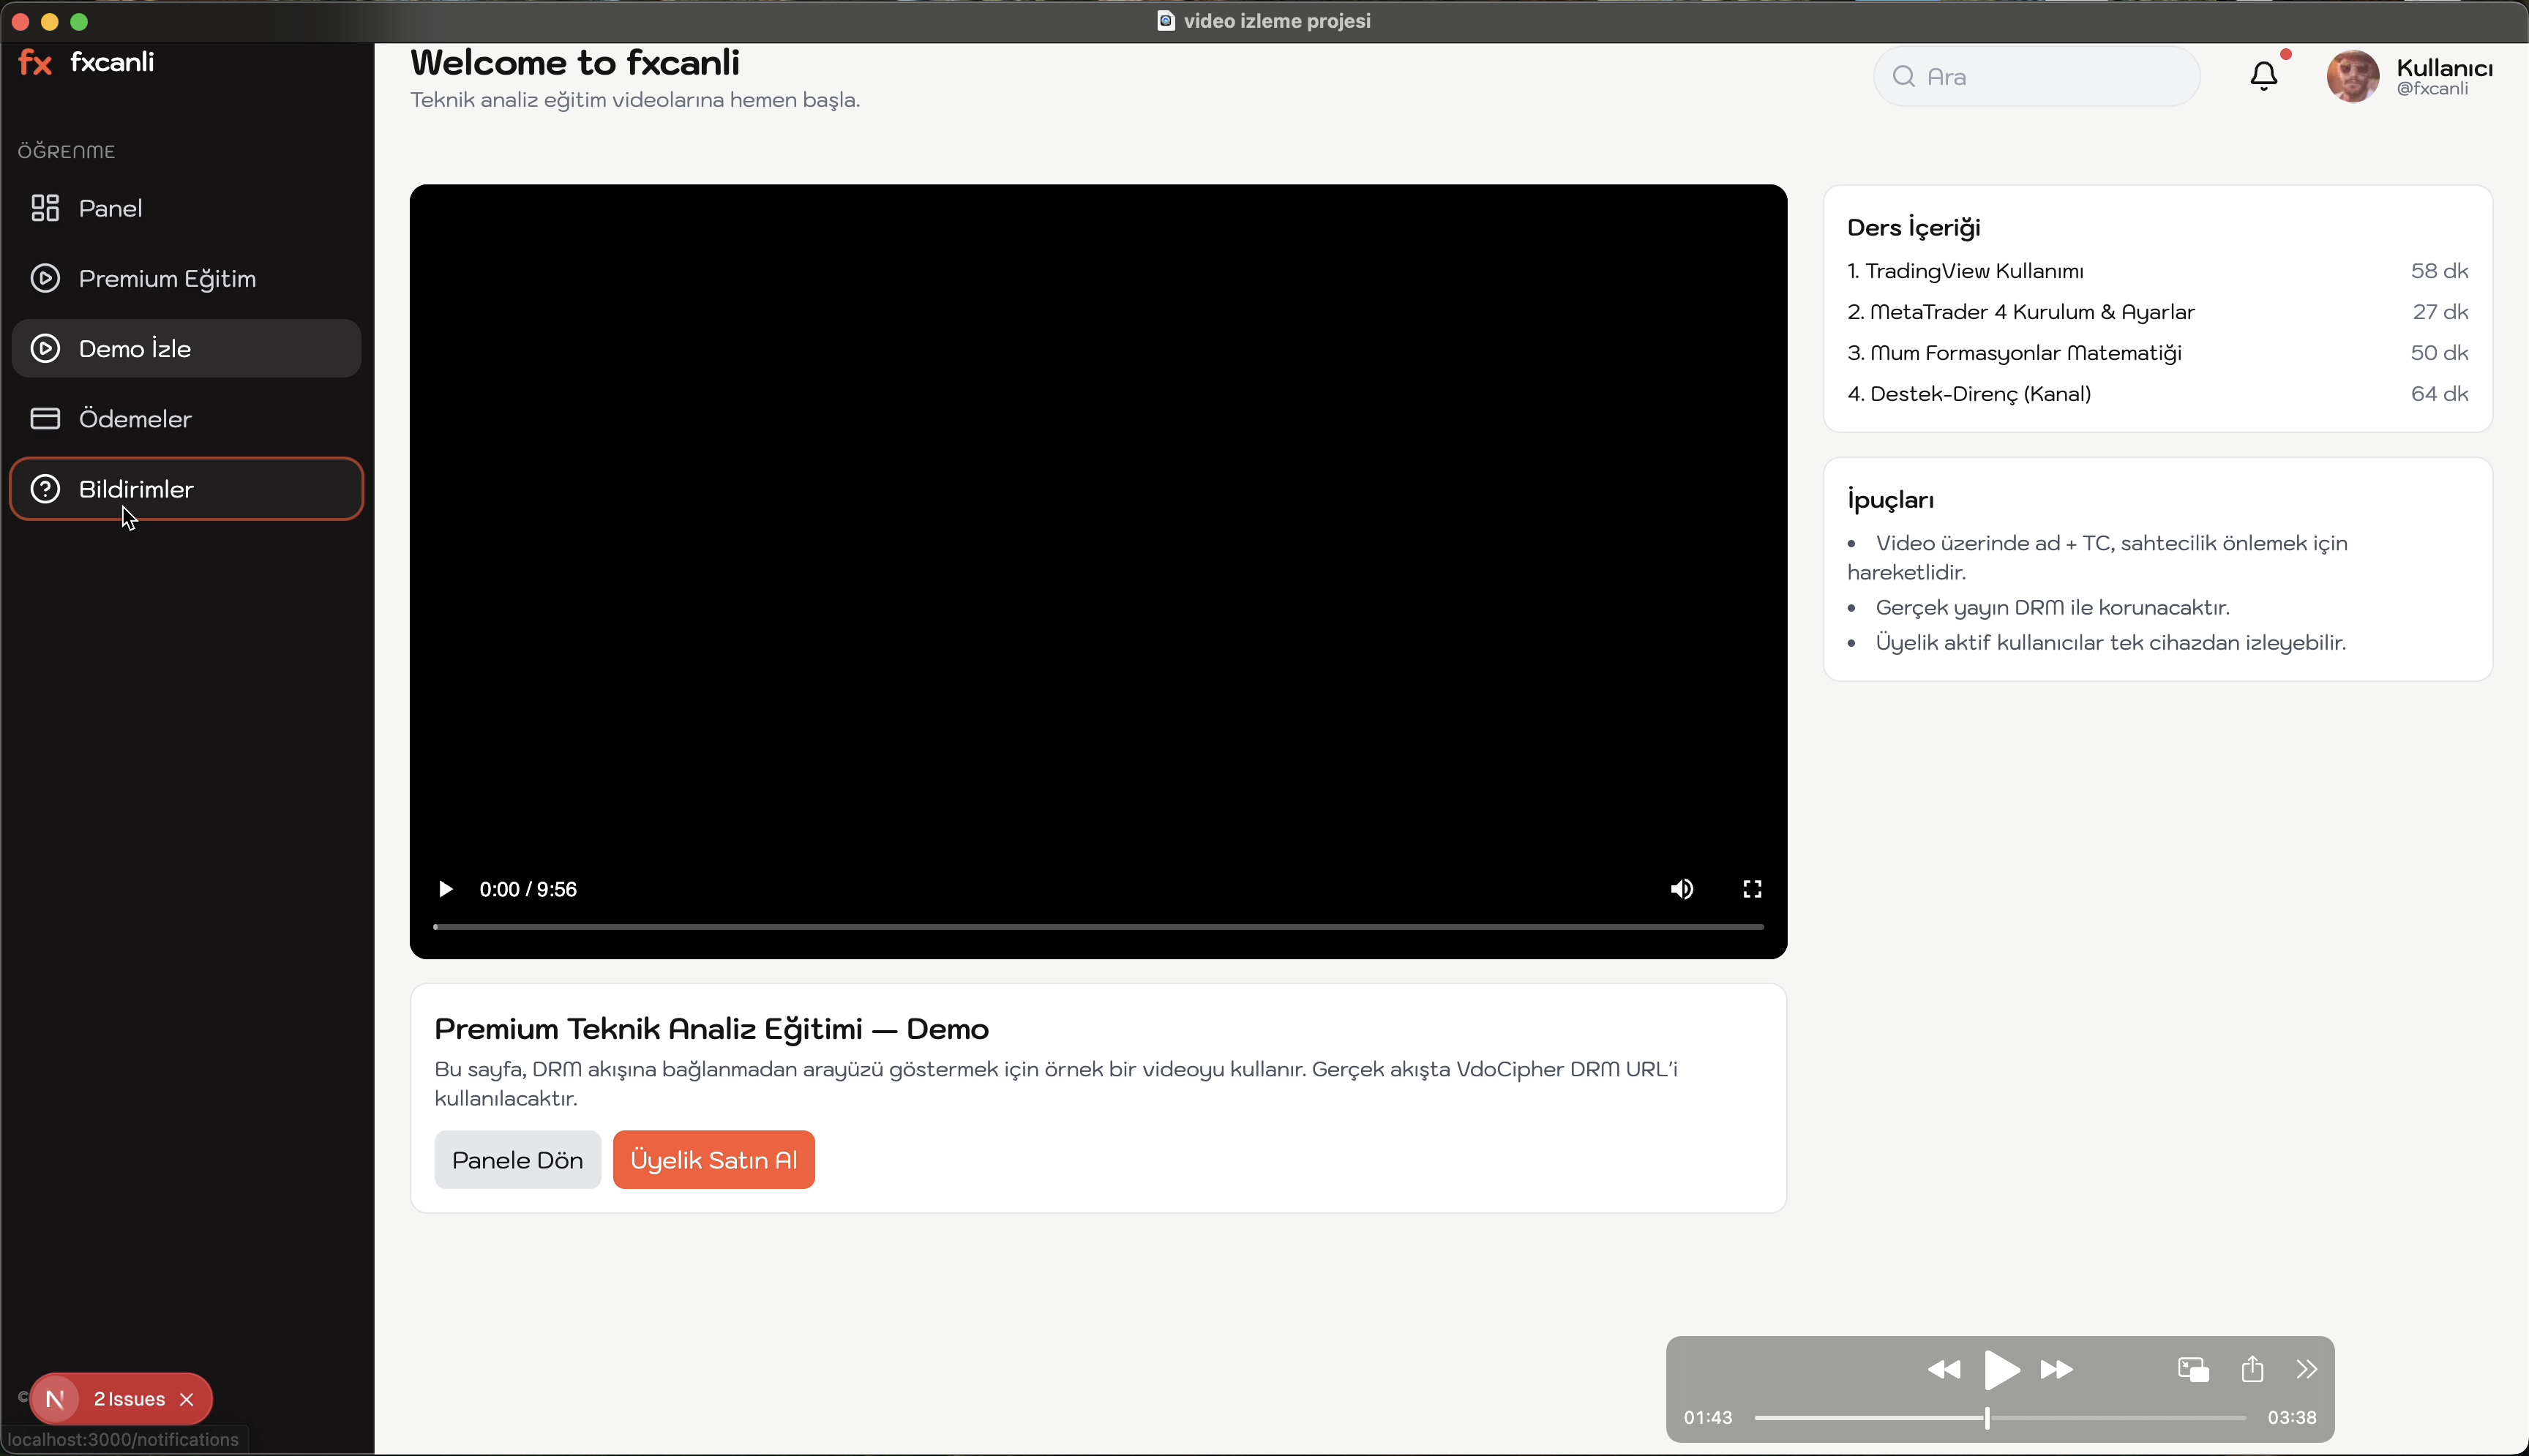 video izleme projesi
fx fxcanli
ÖĞRENME
Panel
Premium Eğitim
Demo İzle
Ödemeler
Bildirimler
©
N 2 Issues
localhost:3000/notifications
Welcome to fxcanli
Teknik analiz eğitim videolarına hemen başla.
Ara
Kullanıcı
@fxcanli
0:00 / 9:56
Premium Teknik Analiz Eğitimi — Demo
Bu sayfa, DRM akışına bağlanmadan arayüzü göstermek için örnek bir videoyu kullanır. Gerçek akışta VdoCipher DRM URL'i
kullanılacaktır.
Panele Dön
Üyelik Satın Al
Ders İçeriği
1. TradingView Kullanımı 58 dk
2. MetaTrader 4 Kurulum & Ayarlar 27 dk
3. Mum Formasyonlar Matematiği 50 dk
4. Destek-Direnç (Kanal) 64 dk
İpuçları
• Video üzerinde ad + TC, sahtecilik önlemek için
hareketlidir.
• Gerçek yayın DRM ile korunacaktır.
• Üyelik aktif kullanıcılar tek cihazdan izleyebilir.
01:43 03:38